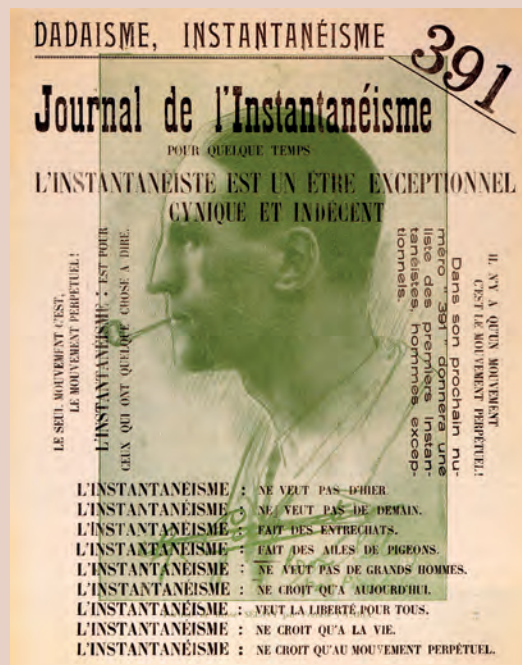 DADAISME, INSTANTANÉISME
391
Journal de l'Instantanéisme
POUR QUELQUE TEMPS
L'INSTANTANÉISTE EST UN ÊTRE EXCEPTIONNEL
CYNIQUE ET INDÉCENT
LE SEUL MOUVEMENT C'EST,
LE MOUVEMENT PERPÉTUEL!
L'INSTANTANÉISME : EST POUR
CEUX QUI ONT QUELQUE CHOSE A DIRE.
IL N'Y A QU'UN MOUVEMENT
C'EST LE MOUVEMENT PERPÉTUEL!
Dans son prochain nu-
méro "391" donnera une
liste des premiers instan-
tanéistes, hommes excep-
tionnels.
L'INSTANTANÉISME : NE VEUT PAS D'HIER
L'INSTANTANÉISME : NE VEUT PAS DE DEMAIN.
L'INSTANTANÉISME : FAIT DES ENTRECHATS.
L'INSTANTANÉISME : FAIT DES AILES DE PIGEONS.
L'INSTANTANÉISME : NE VEUT PAS DE GRANDS HOMMES.
L'INSTANTANÉISME : NE CROIT QU'A AUJOURD'HUI.
L'INSTANTANÉISME : VEUT LA LIBERTÉ POUR TOUS.
L'INSTANTANÉISME : NE CROIT QU'A LA VIE.
L'INSTANTANÉISME : NE CROIT QU'AU MOUVEMENT PERPÉTUEL.